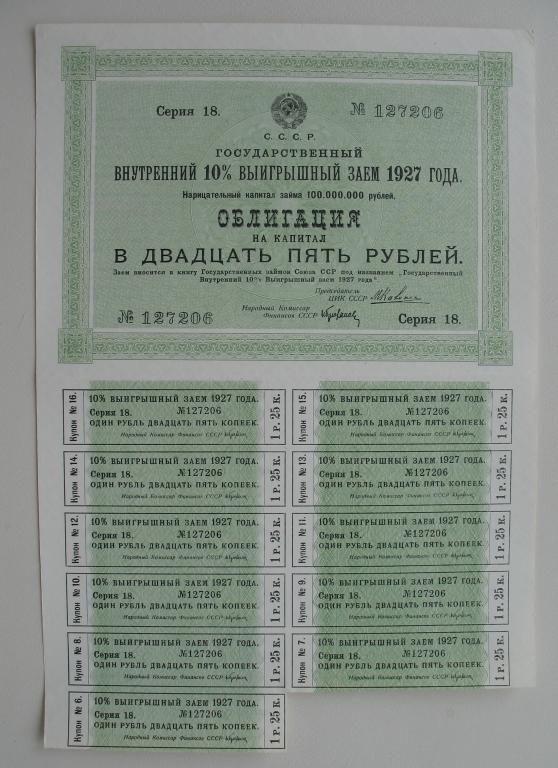 Серия 18.
№ 127206
С. С. С. Р.
ГОСУДАРСТВЕННЫЙ
ВНУТРЕННИЙ 10% ВЫИГРЫШНЫЙ ЗАЕМ 1927 ГОДА.
Нарицательный капитал займа 100.000.000 рублей.
ОБЛИГАЦИЯ
НА КАПИТАЛ
В ДВАДЦАТЬ ПЯТЬ РУБЛЕЙ.
Заем вносится в книгу Государственных займов Союза ССР под названием „Государственный
Внутренний 10% Выигрышный заем 1927 года“.
Председатель
ЦИК СССР
Народный Комиссар
Финансов СССР
№ 127206
Серия 18.
Купон № 16.
10% ВЫИГРЫШНЫЙ ЗАЕМ 1927 ГОДА.
Серия 18. №127206
ОДИН РУБЛЬ ДВАДЦАТЬ ПЯТЬ КОПЕЕК.
Народный Комиссар Финансов СССР
1 р. 25 к.
Купон № 15.
10% ВЫИГРЫШНЫЙ ЗАЕМ 1927 ГОДА.
Серия 18. №127206
ОДИН РУБЛЬ ДВАДЦАТЬ ПЯТЬ КОПЕЕК.
Народный Комиссар Финансов СССР
1 р. 25 к.
Купон № 14.
10% ВЫИГРЫШНЫЙ ЗАЕМ 1927 ГОДА.
Серия 18. №127206
ОДИН РУБЛЬ ДВАДЦАТЬ ПЯТЬ КОПЕЕК.
Народный Комиссар Финансов СССР
1 р. 25 к.
Купон № 13.
10% ВЫИГРЫШНЫЙ ЗАЕМ 1927 ГОДА.
Серия 18. №127206
ОДИН РУБЛЬ ДВАДЦАТЬ ПЯТЬ КОПЕЕК.
Народный Комиссар Финансов СССР
1 р. 25 к.
Купон № 12.
10% ВЫИГРЫШНЫЙ ЗАЕМ 1927 ГОДА.
Серия 18. №127206
ОДИН РУБЛЬ ДВАДЦАТЬ ПЯТЬ КОПЕЕК.
Народный Комиссар Финансов СССР
1 р. 25 к.
Купон № 11.
10% ВЫИГРЫШНЫЙ ЗАЕМ 1927 ГОДА.
Серия 18. №127206
ОДИН РУБЛЬ ДВАДЦАТЬ ПЯТЬ КОПЕЕК.
Народный Комиссар Финансов СССР
1 р. 25 к.
Купон № 10.
10% ВЫИГРЫШНЫЙ ЗАЕМ 1927 ГОДА.
Серия 18. №127206
ОДИН РУБЛЬ ДВАДЦАТЬ ПЯТЬ КОПЕЕК.
Народный Комиссар Финансов СССР
1 р. 25 к.
Купон № 9.
10% ВЫИГРЫШНЫЙ ЗАЕМ 1927 ГОДА.
Серия 18. №127206
ОДИН РУБЛЬ ДВАДЦАТЬ ПЯТЬ КОПЕЕК.
Народный Комиссар Финансов СССР
1 р. 25 к.
Купон № 8.
10% ВЫИГРЫШНЫЙ ЗАЕМ 1927 ГОДА.
Серия 18. №127206
ОДИН РУБЛЬ ДВАДЦАТЬ ПЯТЬ КОПЕЕК.
Народный Комиссар Финансов СССР
1 р. 25 к.
Купон № 7.
10% ВЫИГРЫШНЫЙ ЗАЕМ 1927 ГОДА.
Серия 18. №127206
ОДИН РУБЛЬ ДВАДЦАТЬ ПЯТЬ КОПЕЕК.
Народный Комиссар Финансов СССР
1 р. 25 к.
Купон № 6.
10% ВЫИГРЫШНЫЙ ЗАЕМ 1927 ГОДА.
Серия 18. №127206
ОДИН РУБЛЬ ДВАДЦАТЬ ПЯТЬ КОПЕЕК.
Народный Комиссар Финансов СССР
1 р. 25 к.